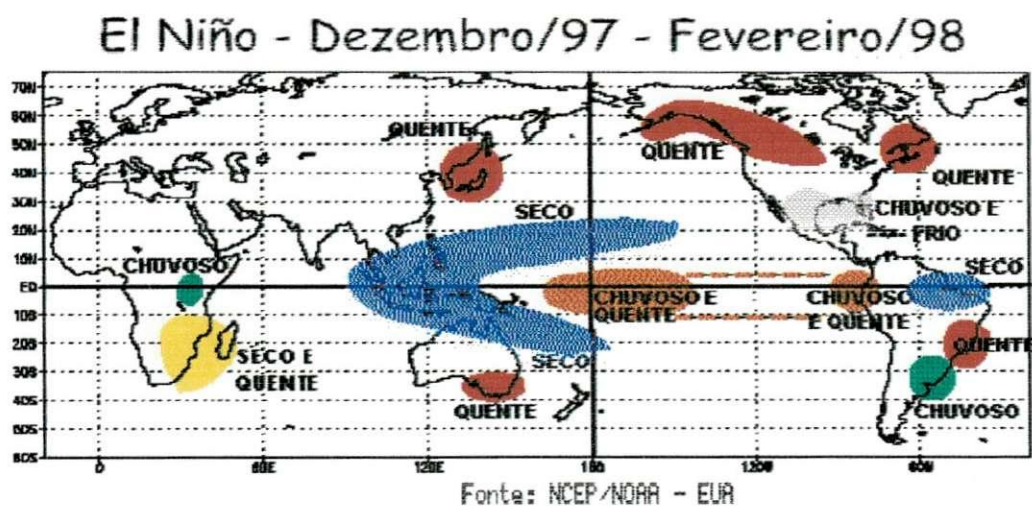 El Niño - Dezembro/97 - Fevereiro/98
70N
60N
50N
40N
30N
20N
10N
EQ
10S
20S
30S
40S
50S
60S
QUENTE
QUENTE
QUENTE
SECO
CHUVOSO E
FRIO
CHUVOSO
SECO
CHUVOSO E
QUENTE
CHUVOSO
E QUENTE
SECO E
QUENTE
SECO
QUENTE
QUENTE
CHUVOSO
0
60E
120E
180
120W
60W
Fonte: NCEP/NOAA - EUA